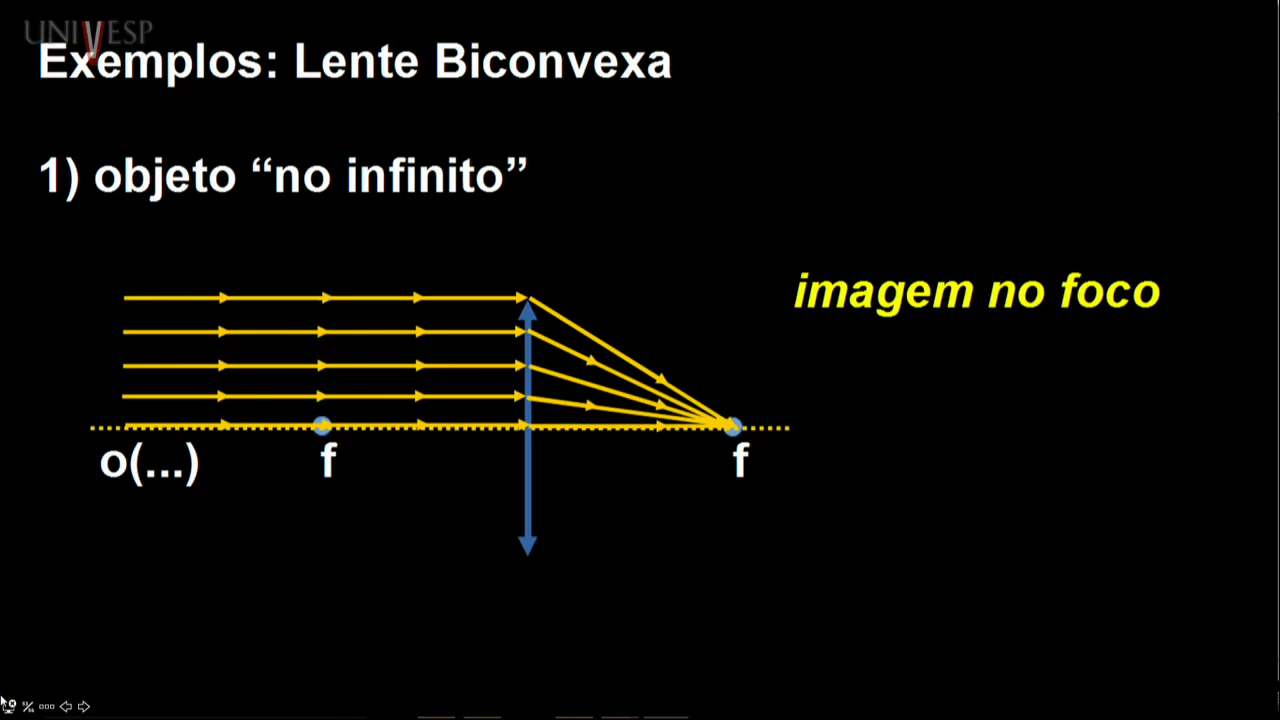 UNIVESP
Exemplos: Lente Biconvexa
1) objeto “no infinito”
imagem no foco
o(...) f f